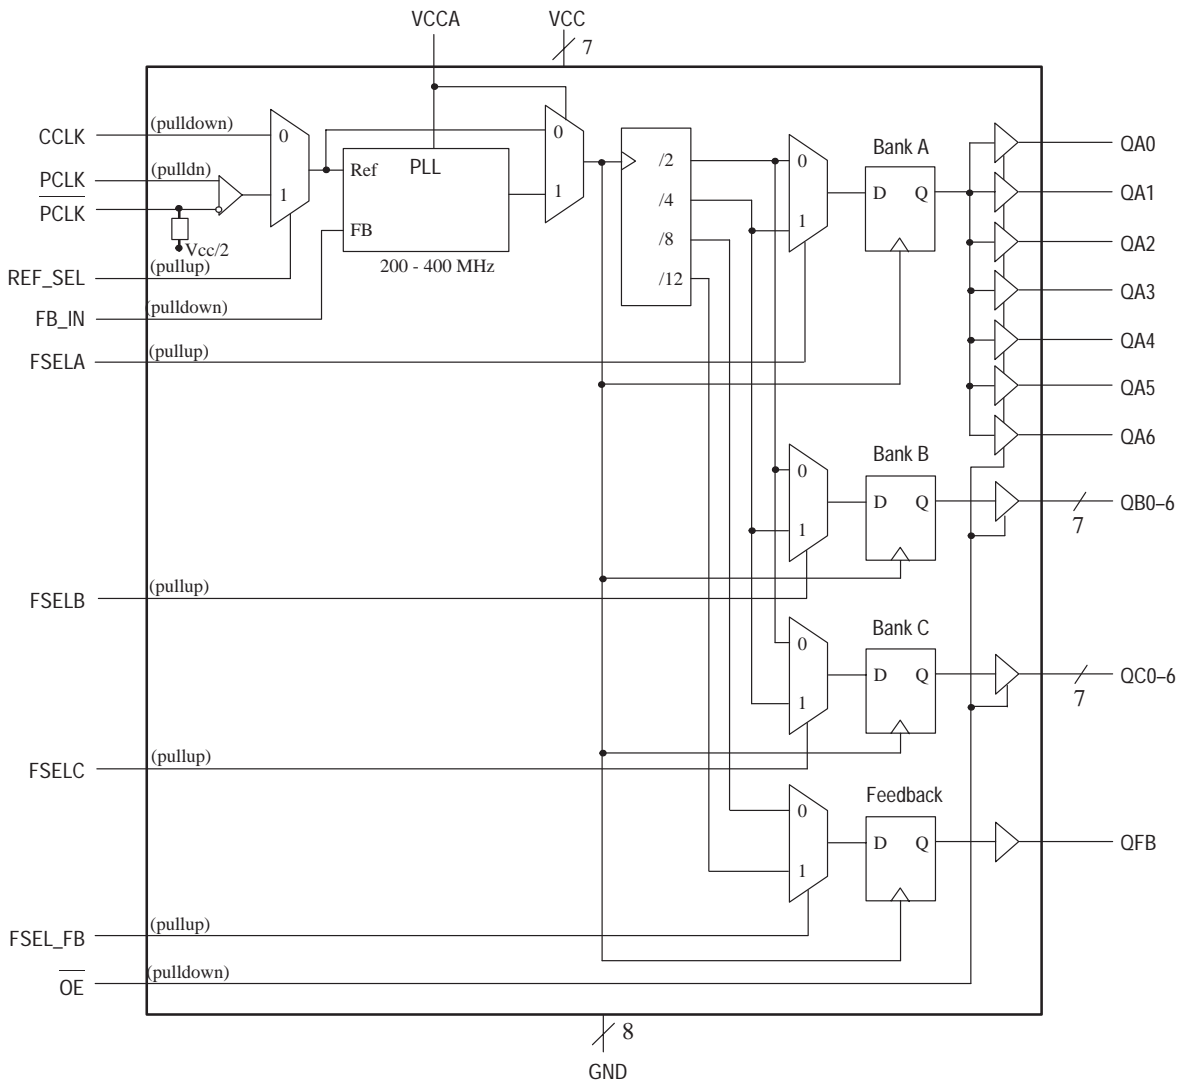 VCCA VCC
7
CCLK (pulldown) 0 0
PCLK (pulldn)
PCLK 1 Ref PLL 1
Vcc/2 FB
REF_SEL (pullup) 200 - 400 MHz
FB_IN (pulldown)
FSELA (pullup)
/2
/4
/8
/12
0
1
Bank A
D Q
QA0
QA1
QA2
QA3
QA4
QA5
QA6
Bank B
0
1
D Q
7
QB0–6
FSELB (pullup)
Bank C
0
1
D Q
7
QC0–6
FSELC (pullup)
Feedback
0
1
D Q
QFB
FSEL_FB (pullup)
OE (pulldown)
8
GND